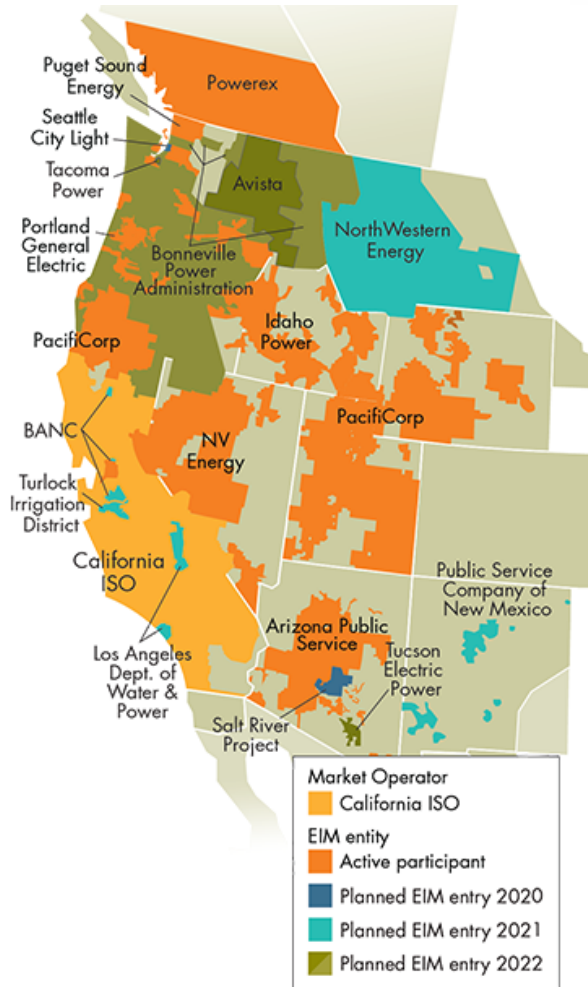 Puget Sound
Energy
Powerex
Seattle
City Light
Tacoma
Power
Avista
Portland
General
Electric
Bonneville
Power
Administration
NorthWestern
Energy
PacifiCorp
Idaho
Power
PacifiCorp
BANC
NV
Energy
Turlock
Irrigation
District
California
ISO
Public Service
Company of
New Mexico
Los Angeles
Dept. of
Water &
Power
Arizona Public
Service
Tucson
Electric
Power
Salt River
Project
Market Operator
California ISO
EIM entity
Active participant
Planned EIM entry 2020
Planned EIM entry 2021
Planned EIM entry 2022